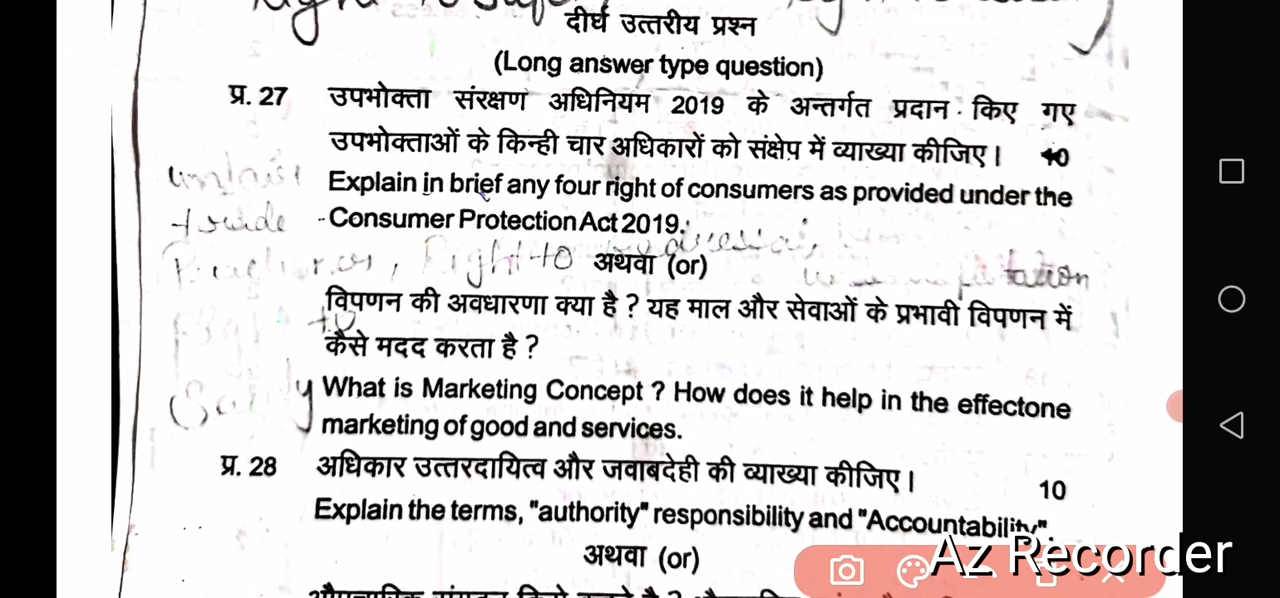 दीर्घ उत्तरीय प्रश्न
(Long answer type question)
प्र. 27 उपभोक्ता संरक्षण अधिनियम 2019 के अन्तर्गत प्रदान किए गए
उपभोक्ताओं के किन्ही चार अधिकारों को संक्षेप में व्याख्या कीजिए। 10
Explain in brief any four right of consumers as provided under the
trade Consumer Protection Act 2019.
Right to अथवा (or)
विपणन की अवधारणा क्या है ? यह माल और सेवाओं के प्रभावी विपणन में
to
कैसे मदद करता है ?
What is Marketing Concept ? How does it help in the effectone
marketing of good and services.
प्र. 28 अधिकार उत्तरदायित्व और जवाबदेही की व्याख्या कीजिए। 10
Explain the terms, "authority" responsibility and "Accountability".
अथवा (or)
Az Recorder